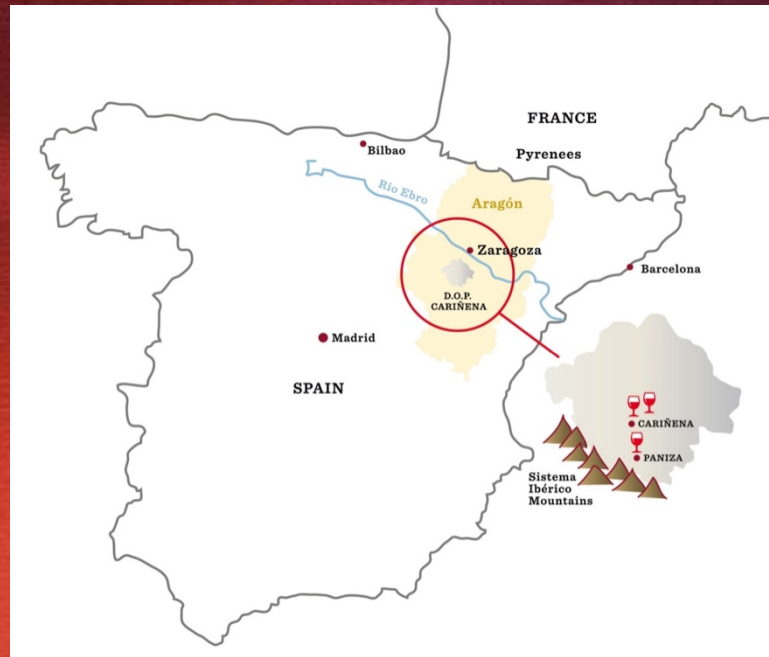 FRANCE
Bilbao
Pyrenees
Rio Ebro
Aragón
Zaragoza
Barcelona
D.O.P.
CARIÑENA
Madrid
SPAIN
CARIÑENA
PANIZA
Sistema
Ibérico
Mountains